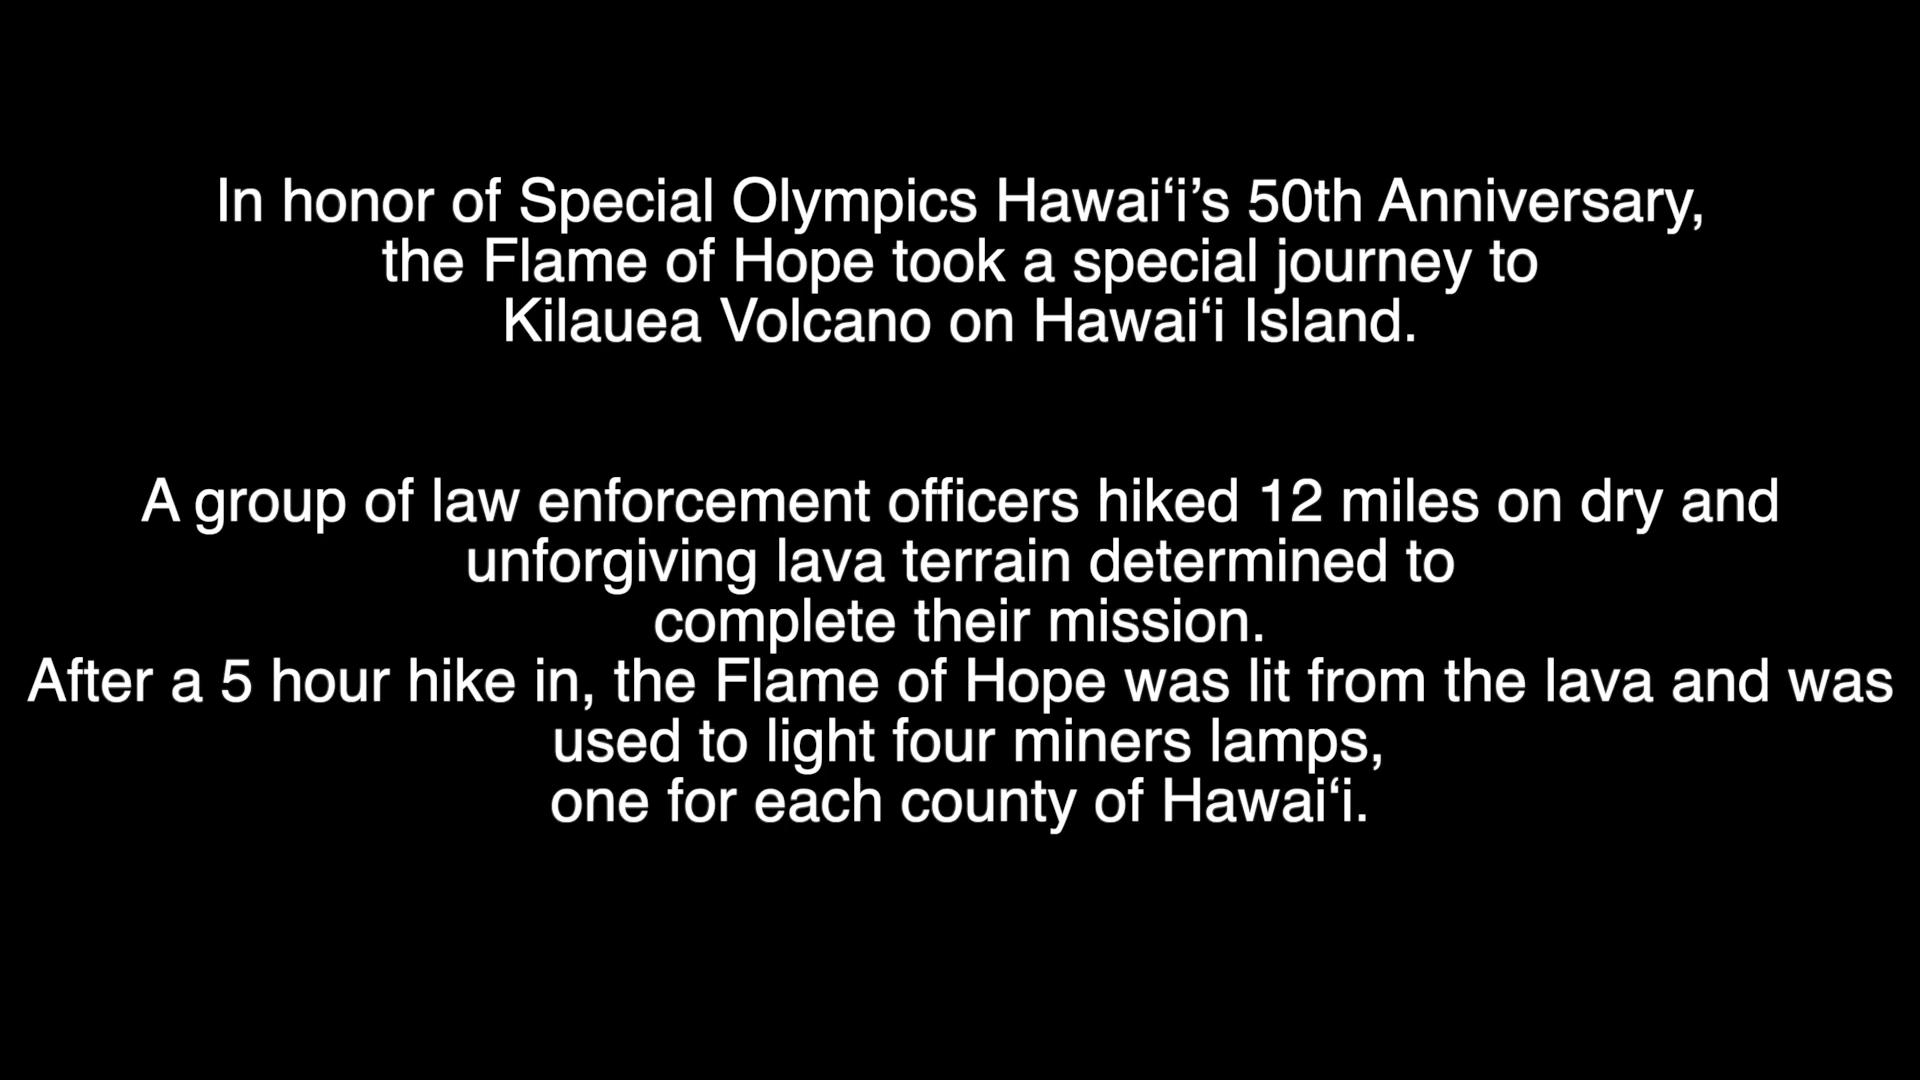 In honor of Special Olympics Hawai‘i’s 50th Anniversary,
the Flame of Hope took a special journey to
Kilauea Volcano on Hawai‘i Island.
A group of law enforcement officers hiked 12 miles on dry and
unforgiving lava terrain determined to
complete their mission.
After a 5 hour hike in, the Flame of Hope was lit from the lava and was
used to light four miners lamps,
one for each county of Hawai‘i.